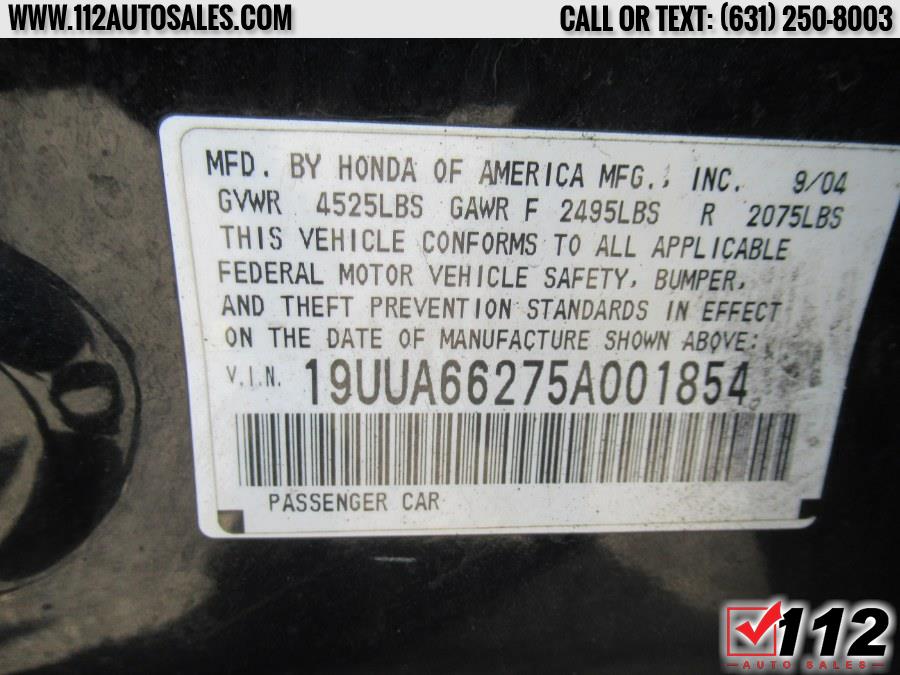 WWW.112AUTOSALES.COM CALL OR TEXT: (631) 250-8003
MFD. BY HONDA OF AMERICA MFG., INC. 9/04
GVWR 4525LBS GAWR F 2495LBS R 2075LBS
THIS VEHICLE CONFORMS TO ALL APPLICABLE
FEDERAL MOTOR VEHICLE SAFETY, BUMPER,
AND THEFT PREVENTION STANDARDS IN EFFECT
ON THE DATE OF MANUFACTURE SHOWN ABOVE:
V.I.N. 19UUA66275A001854
PASSENGER CAR
112
AUTO SALES